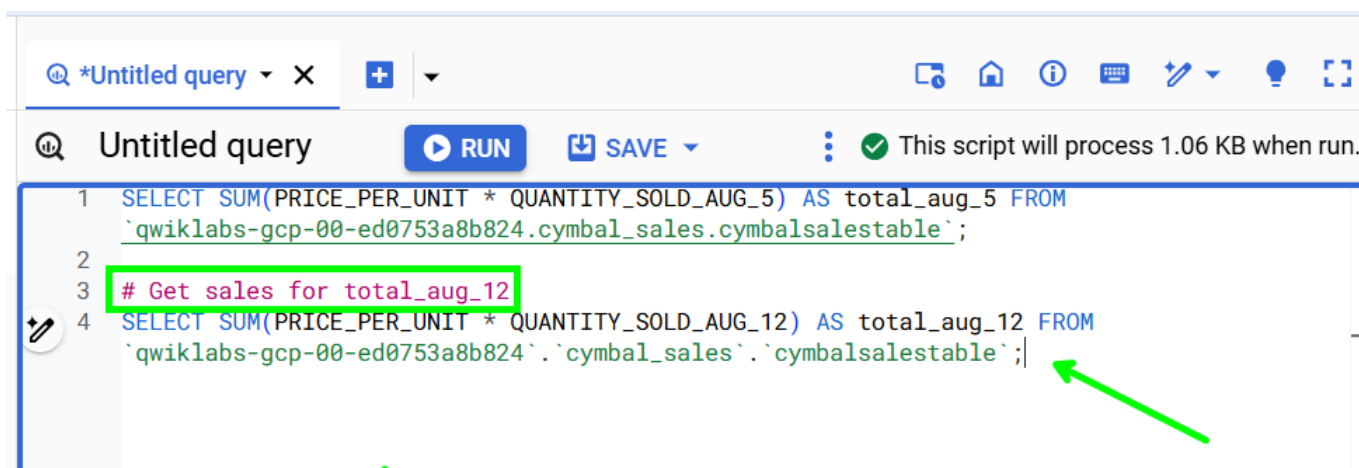 *Untitled query
Untitled query RUN SAVE This script will process 1.06 KB when run.
1 SELECT SUM(PRICE_PER_UNIT * QUANTITY_SOLD_AUG_5) AS total_aug_5 FROM
`qwiklabs-gcp-00-ed0753a8b824.cymbal_sales.cymbalsalestable`;
2
3 # Get sales for total_aug_12
4 SELECT SUM(PRICE_PER_UNIT * QUANTITY_SOLD_AUG_12) AS total_aug_12 FROM
`qwiklabs-gcp-00-ed0753a8b824`.`cymbal_sales`.`cymbalsalestable`;